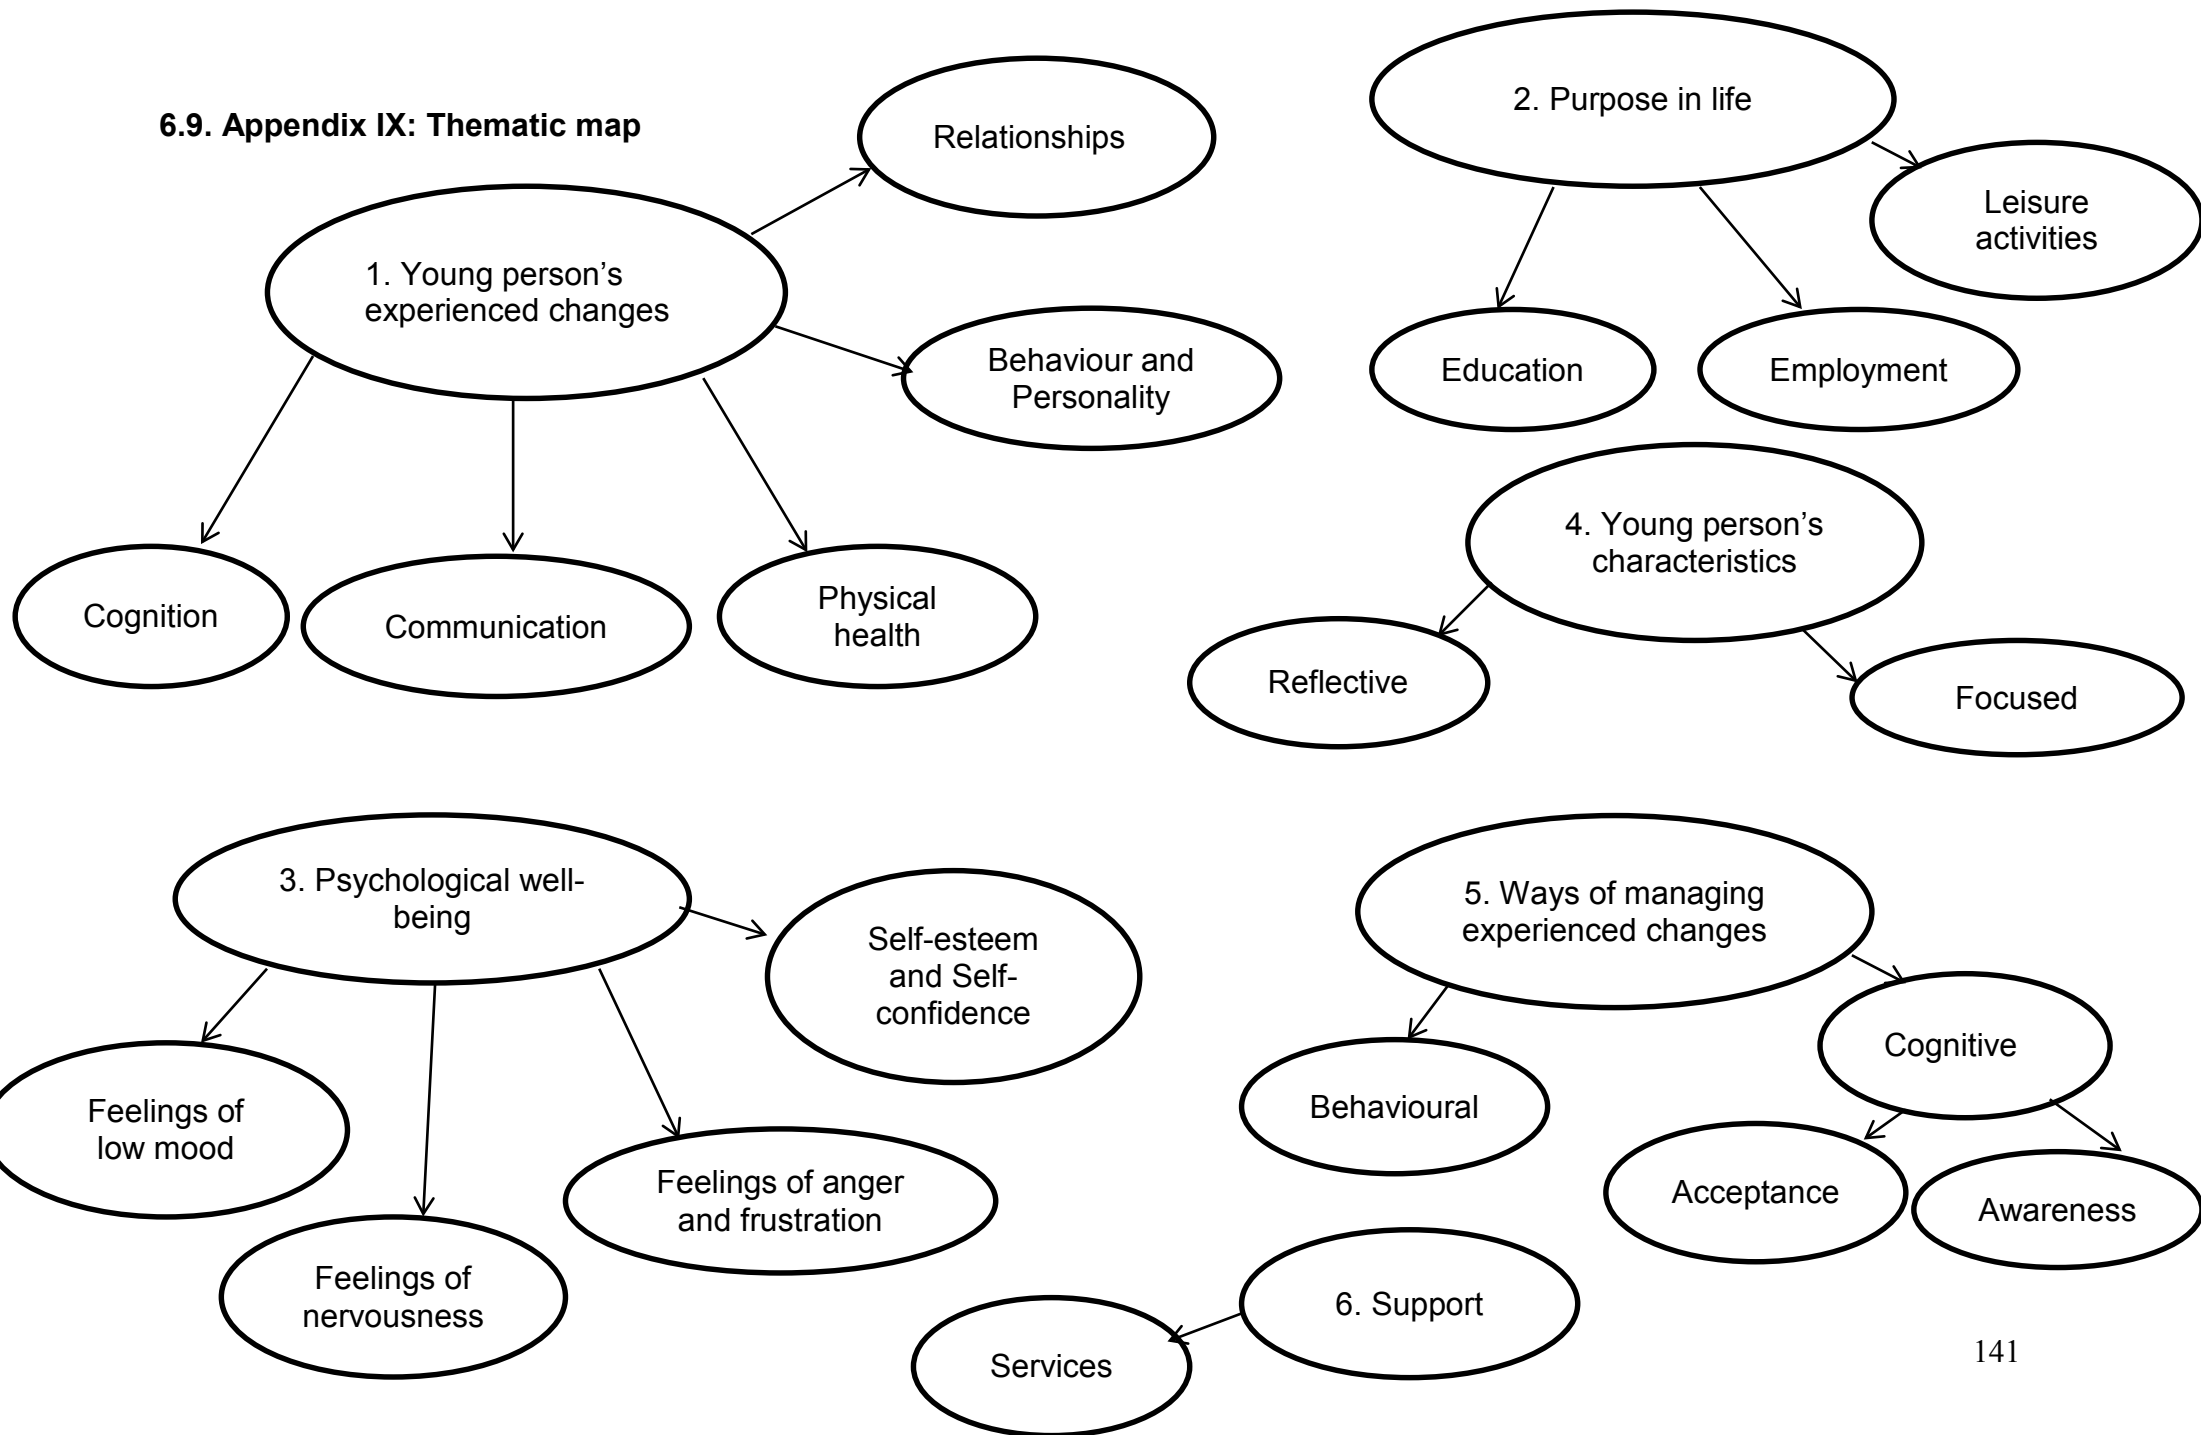 6.9. Appendix IX: Thematic map
Relationships
1. Young person’s
experienced changes
Behaviour and
Personality
Cognition
Communication
Physical
health
2. Purpose in life
Leisure
activities
Education
Employment
4. Young person’s
characteristics
Reflective
Focused
3. Psychological well-
being
Self-esteem
and Self-
confidence
Feelings of
low mood
Feelings of anger
and frustration
Feelings of
nervousness
5. Ways of managing
experienced changes
Cognitive
Behavioural
Acceptance
Awareness
6. Support
Services
141